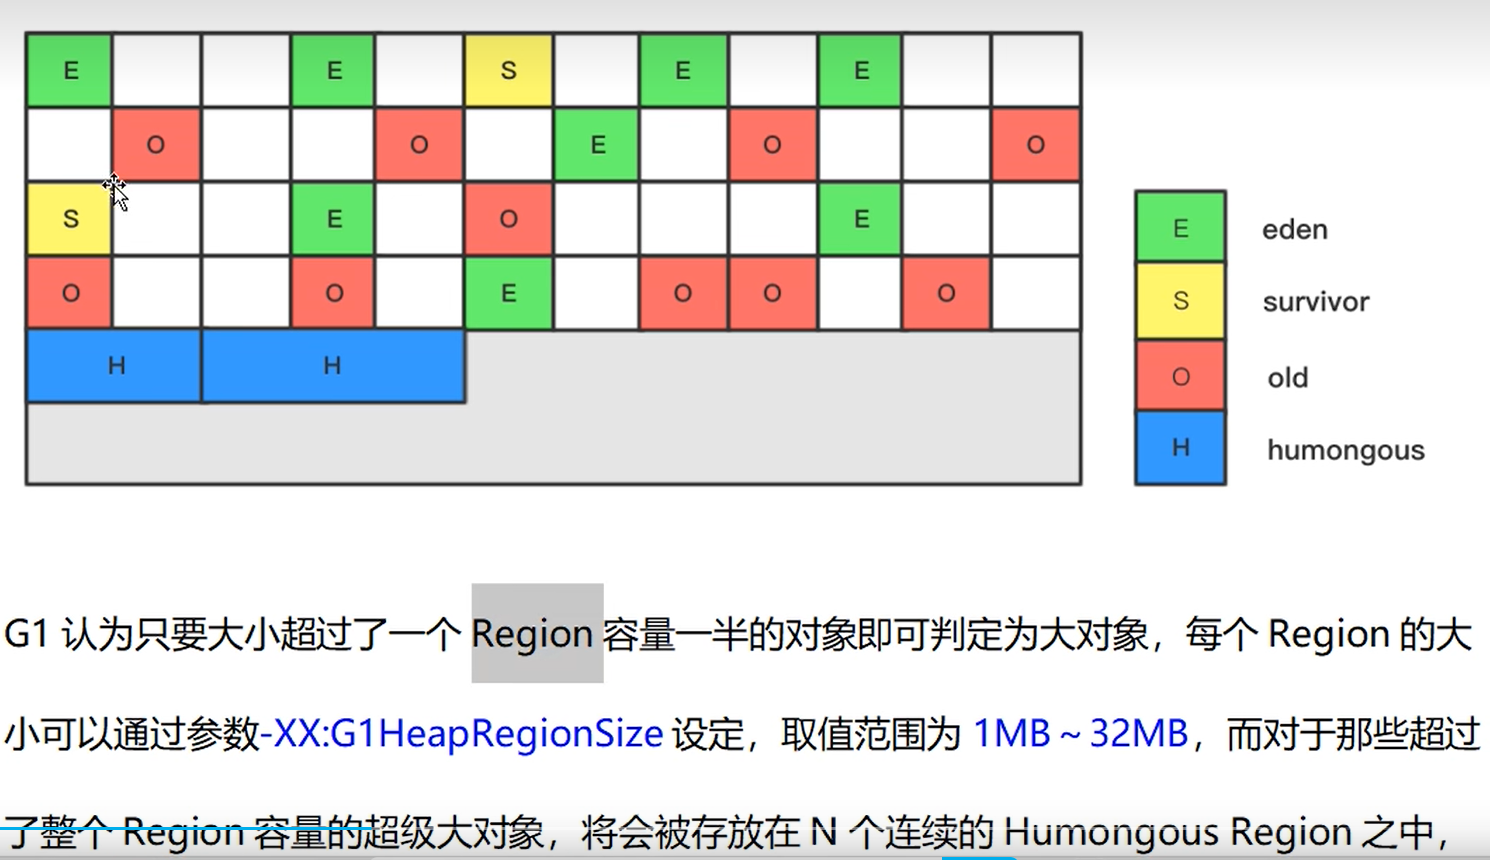 E E S E E
O O E O O
S E O E
O O E O O O
H H
E eden
S survivor
O old
H humongous
G1 认为只要大小超过了一个 Region 容量一半的对象即可判定为大对象，每个 Region 的大
小可以通过参数-XX:G1HeapRegionSize 设定，取值范围为 1MB～32MB，而对于那些超过
了整个 Region 容量的超级大对象，将会被存放在 N 个连续的 Humongous Region 之中，